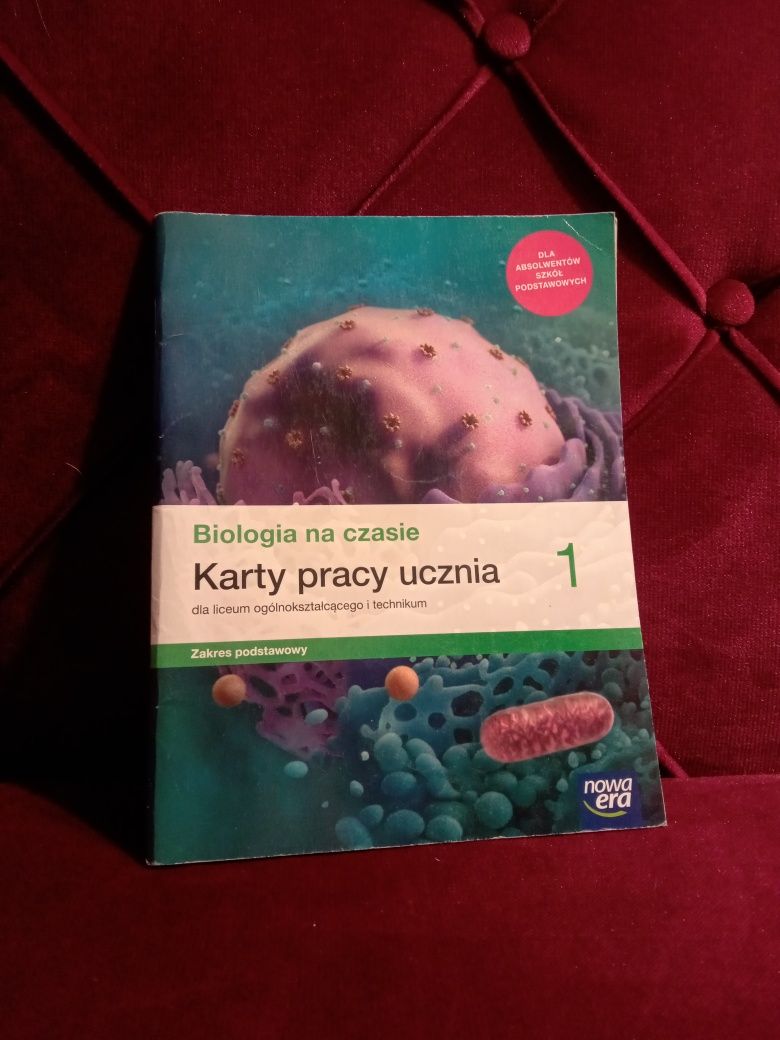 DLA
ABSOLWENTÓW
SZKÓŁ
PODSTAWOWYCH
Biologia na czasie
Karty pracy ucznia 1
dla liceum ogólnokształcącego i technikum
Zakres podstawowy
nowa
era